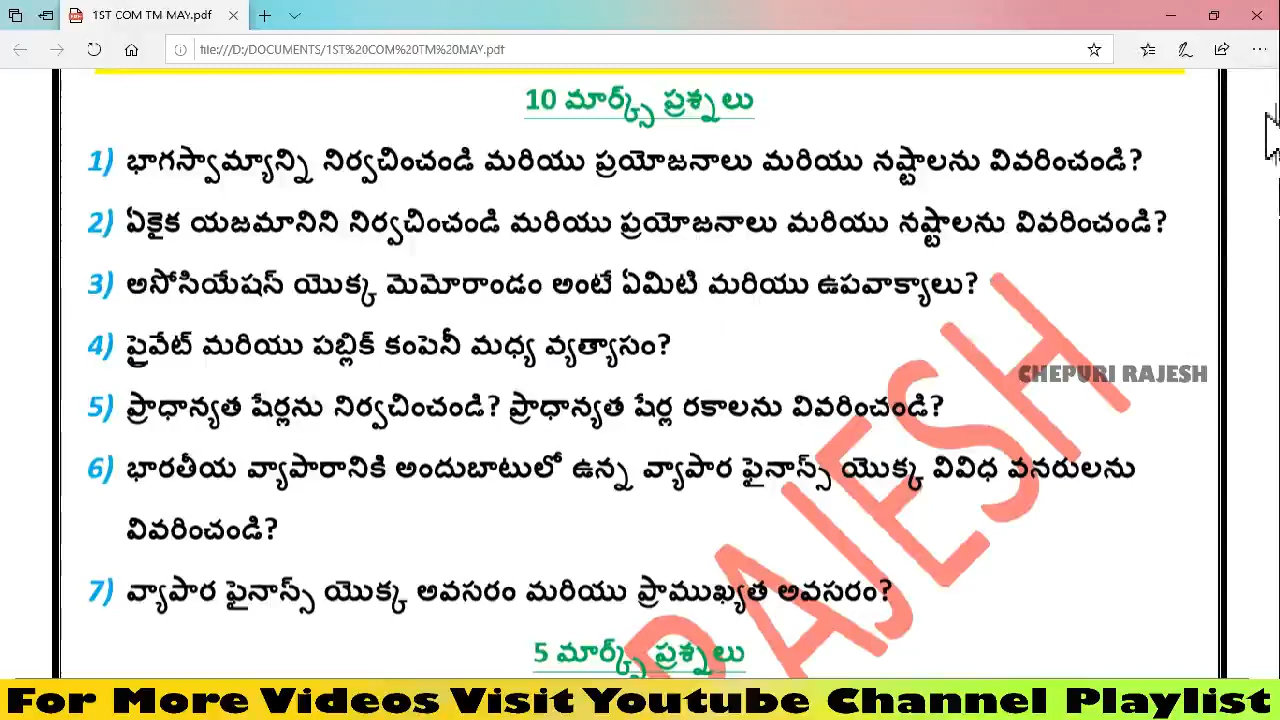 1ST COM TM MAY.pdf
file:///D:/DOCUMENTS/1ST%20COM%20TM%20MAY.pdf
10 మార్క్స్ ప్రశ్నలు
1) భాగస్వామ్యాన్ని నిర్వచించండి మరియు ప్రయోజనాలు మరియు నష్టాలను వివరించండి?
2) ఏకైక యజమానిని నిర్వచించండి మరియు ప్రయోజనాలు మరియు నష్టాలను వివరించండి?
3) అసోసియేషన్ యొక్క మెమోరాండం అంటే ఏమిటి మరియు ఉపవాక్యాలు?
4) ప్రైవేట్ మరియు పబ్లిక్ కంపెనీ మధ్య వ్యత్యాసం?
CHEPURI RAJESH
5) ప్రాధాన్యత షేర్లను నిర్వచించండి? ప్రాధాన్యత షేర్ల రకాలను వివరించండి?
6) భారతీయ వ్యాపారానికి అందుబాటులో ఉన్న వ్యాపార ఫైనాన్స్ యొక్క వివిధ వనరులను
వివరించండి?
7) వ్యాపార ఫైనాన్స్ యొక్క అవసరం మరియు ప్రాముఖ్యత అవసరం?
RAJESH
5 మార్క్స్ ప్రశ్నలు
For More Videos Visit Youtube Channel Playlist